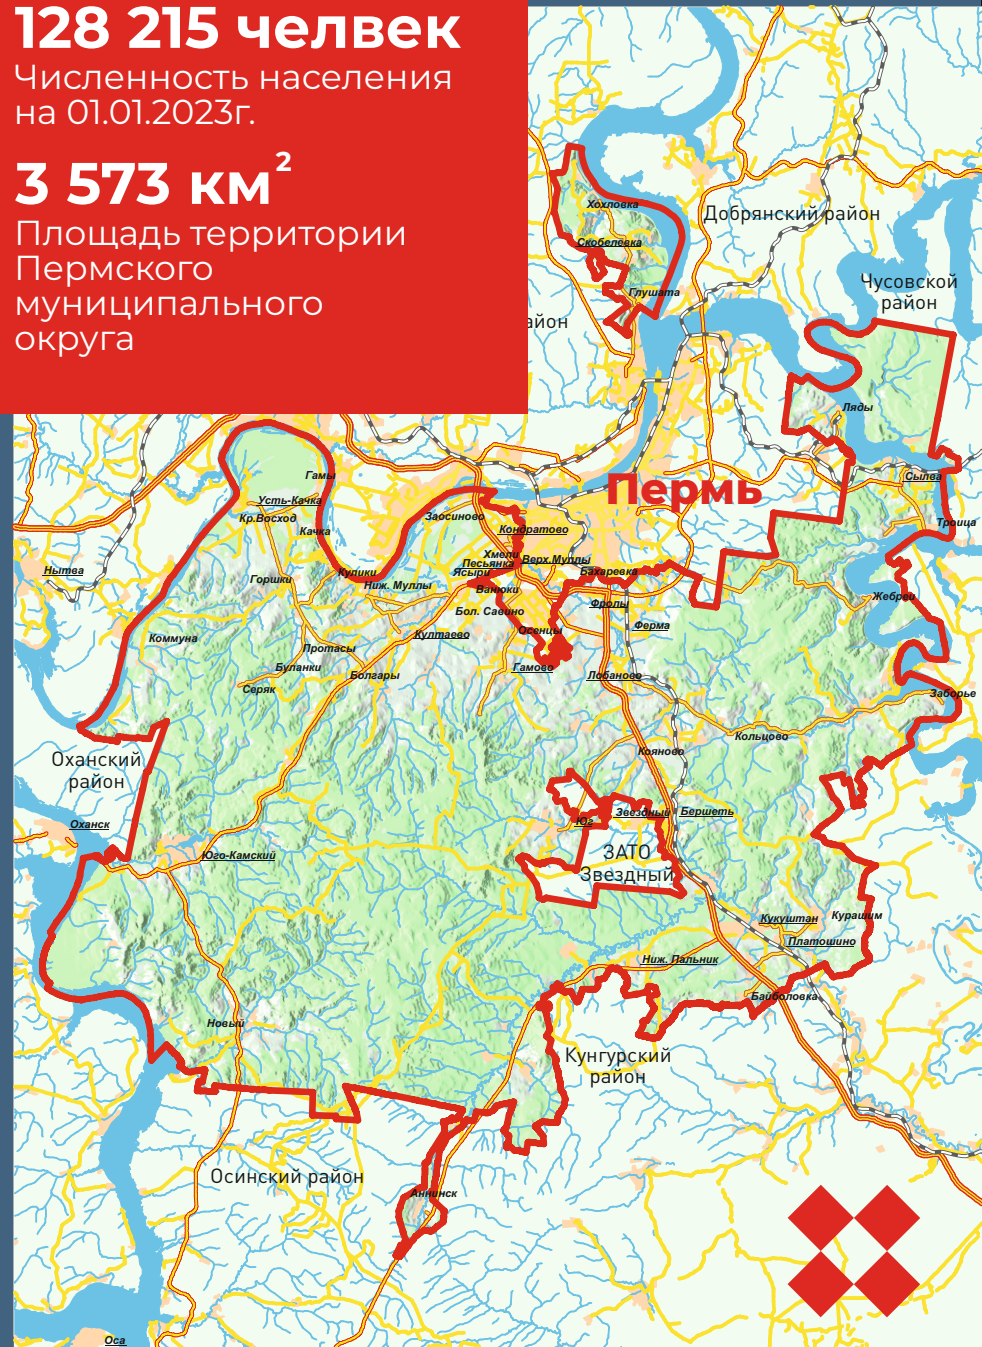 128 215 челвек
Численность населения
на 01.01.2023г.
3 573 км²
Площадь территории
Пермского
муниципального
округа
Хохловка
Добрянский район
Скобелевка
Чусовской
район
Глушата
айон
Ляды
Гамы
Сылва
Пермь
Усть-Качка
Кр.Восход
Заосиново
Троица
Качка
Кондратово
Хмели
Песьянка
Верх.Муллы
Нытва
Кулики
Ясыри
Бахаревка
Горшки
Ниж. Муллы
Ванюки
Жебреи
Фролы
Бол. Савино
Ферма
Коммуна
Култаево
Осенцы
Протасы
Буланки
Болгары
Гамово
Лобаново
Серяк
Заборье
Кольцово
Оханский
район
Кояново
Оханск
Юг
Звездный
Бершеть
ЗАТО
Звездный
Юго-Камский
Кукуштан
Курашим
Платошино
Ниж. Пальник
Байболовка
Новый
Кунгурский
район
Осинский район
Аннинск
Оса